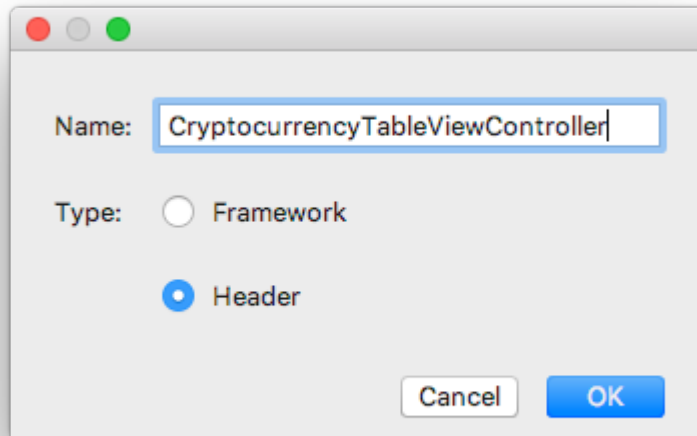 Name: CryptocurrencyTableViewController
Type: Framework
Header
Cancel OK